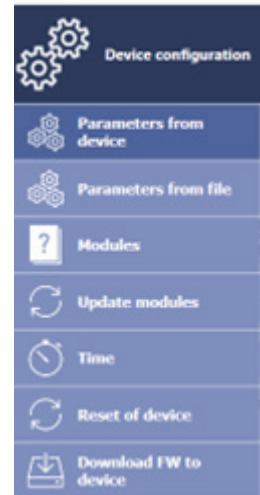 Device configuration
Parameters from
device
Parameters from file
?
Modules
Update modules
Time
Reset of device
Download FW to
device